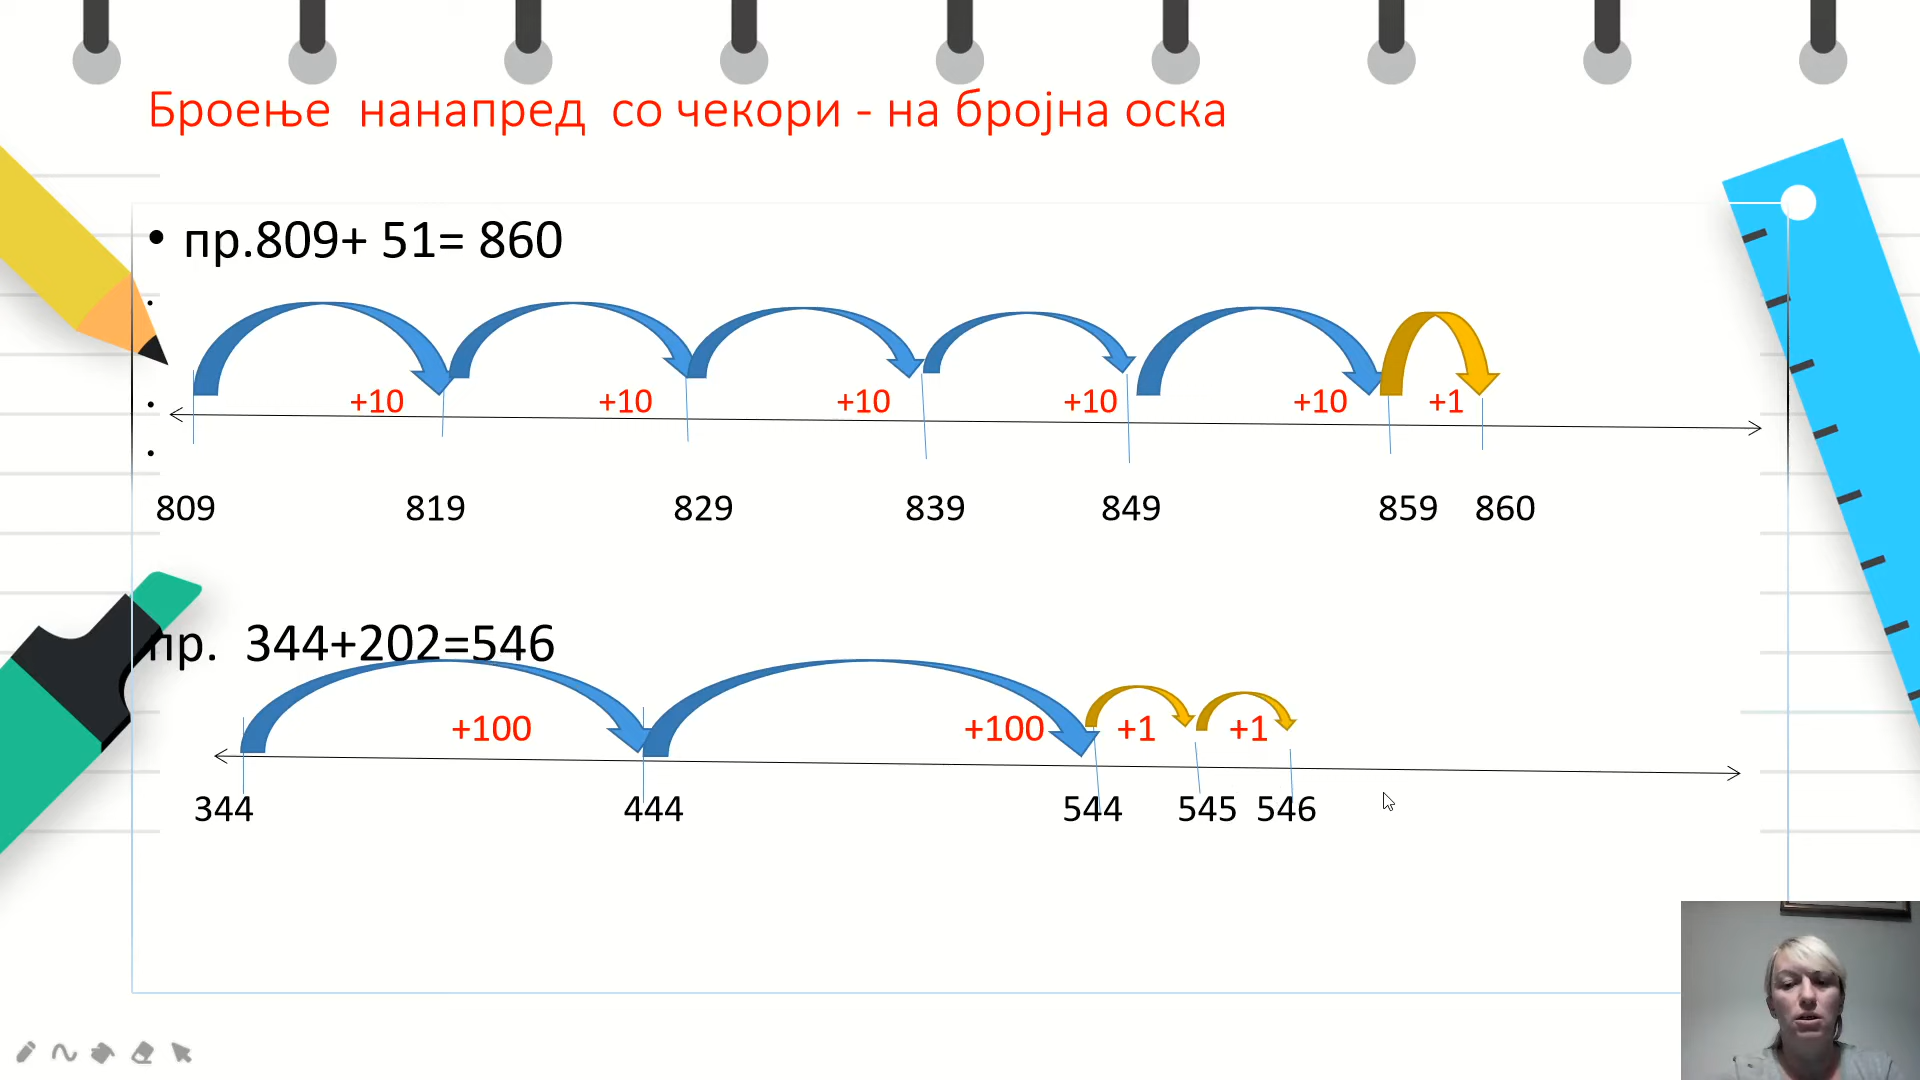 Броење нанапред со чекори - на бројна оска
• пр.809+ 51= 860
+10 +10 +10 +10 +10 +1
809 819 829 839 849 859 860
пр. 344+202=546
+100 +100 +1 +1
344 444 544 545 546